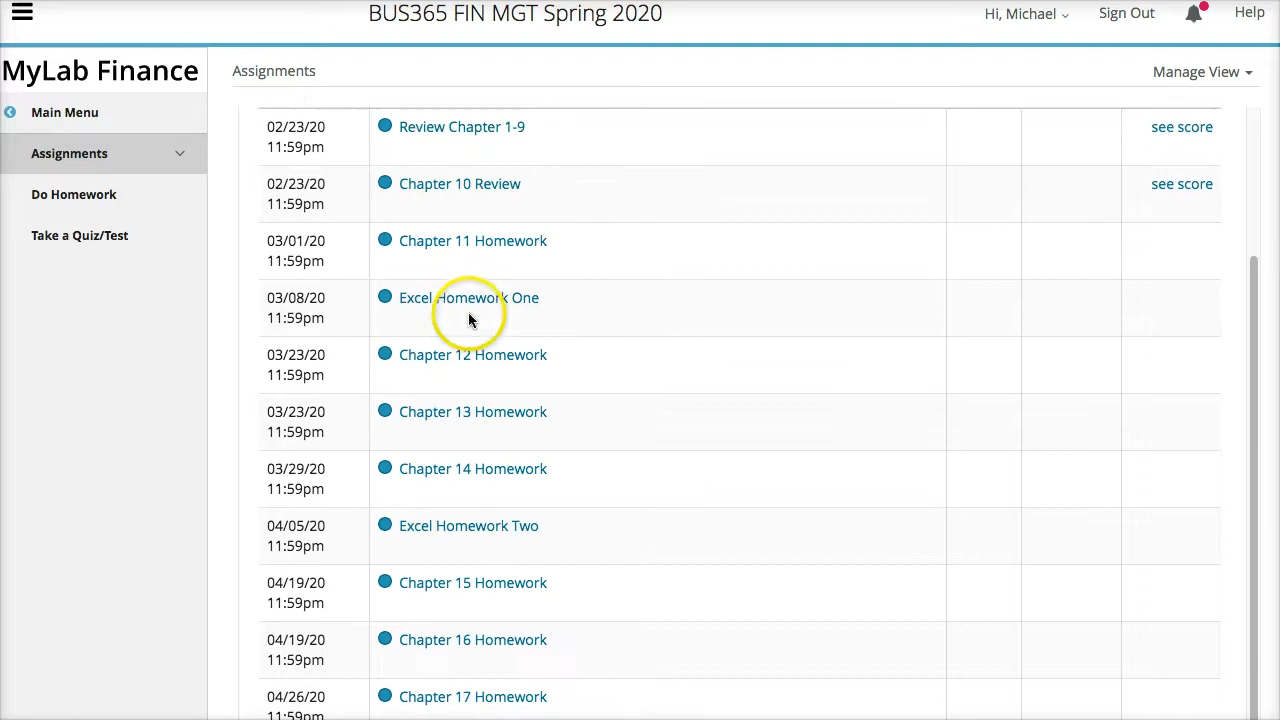 BUS365 FIN MGT Spring 2020
Hi, Michael
Sign Out
Help
MyLab Finance
Main Menu
Assignments
Do Homework
Take a Quiz/Test
Assignments
Manage View
02/23/20 Review Chapter 1-9 see score
11:59pm
02/23/20 Chapter 10 Review see score
11:59pm
03/01/20 Chapter 11 Homework
11:59pm
03/08/20 Excel Homework One
11:59pm
03/23/20 Chapter 12 Homework
11:59pm
03/23/20 Chapter 13 Homework
11:59pm
03/29/20 Chapter 14 Homework
11:59pm
04/05/20 Excel Homework Two
11:59pm
04/19/20 Chapter 15 Homework
11:59pm
04/19/20 Chapter 16 Homework
11:59pm
04/26/20 Chapter 17 Homework
11:59pm